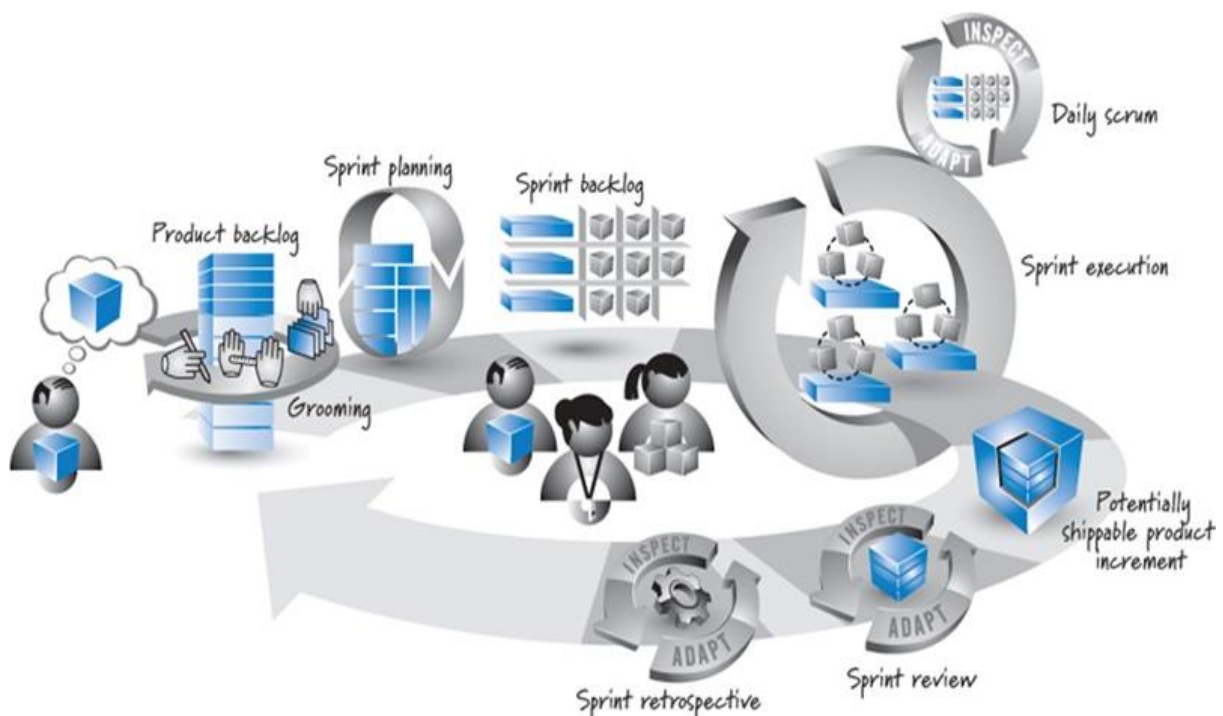 INSPECT
ADAPT
Daily scrum
Sprint planning
Sprint backlog
Product backlog
Sprint execution
Grooming
Potentially
shippable product
increment
INSPECT
ADAPT
Sprint review
INSPECT
ADAPT
Sprint retrospective